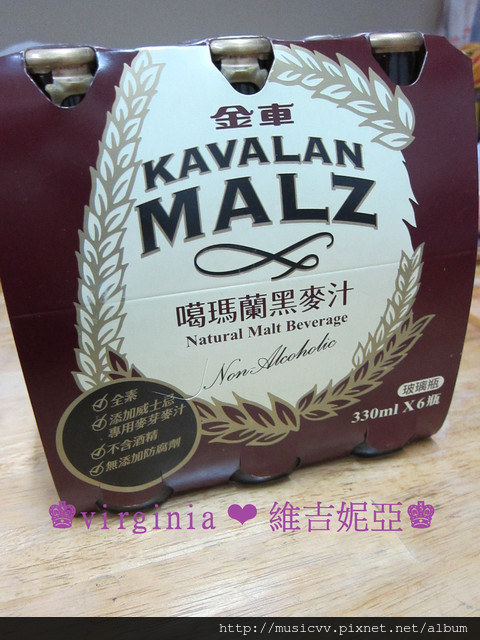 金車
KAVALAN
MALZ
噶瑪蘭黑麥汁
Natural Malt Beverage
Non Alcoholic
玻璃瓶
330ml X 6瓶
全素
添加威士忌
專用麥芽麥汁
不含酒精
無添加防腐劑
virginia ❤ 維吉妮亞
http://musicvv.pixnet.net/album